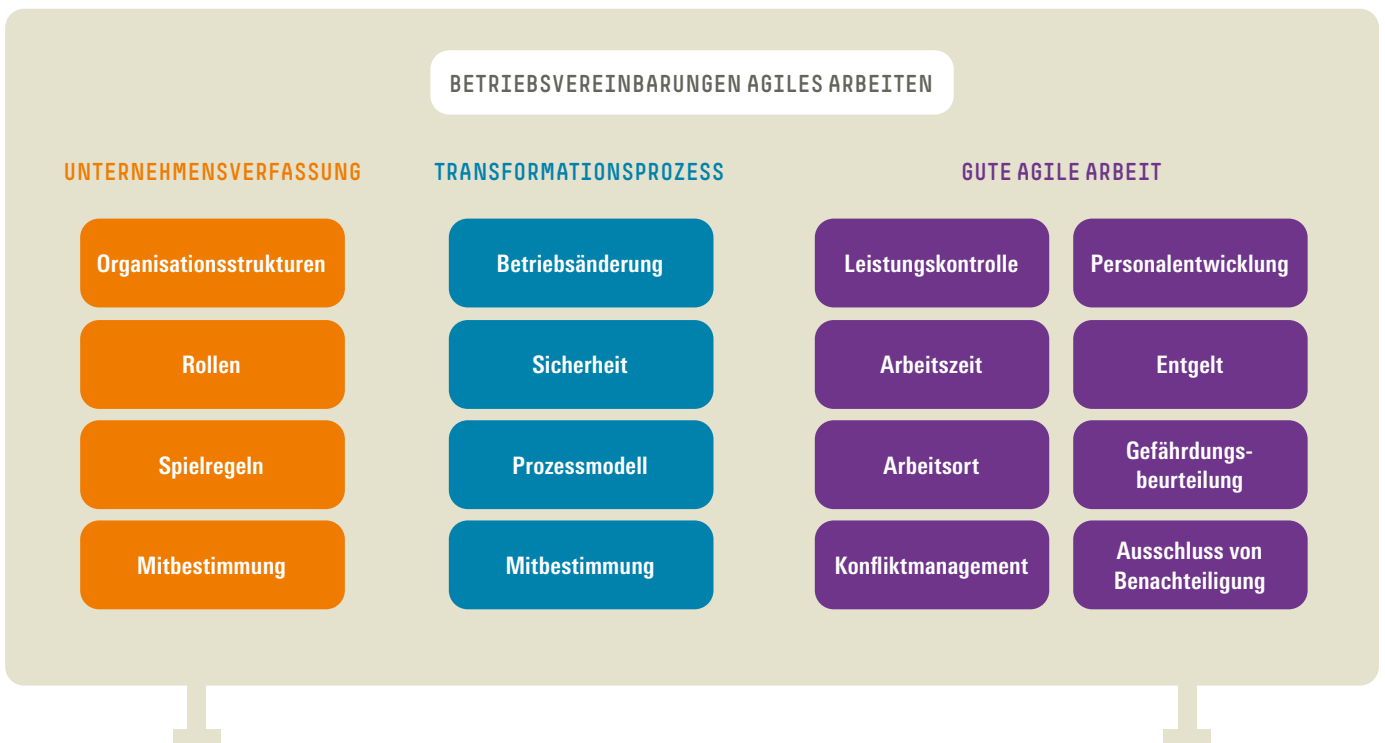 BETRIEBSVEREINBARUNGEN AGILES ARBEITEN
UNTERNEHMENSVERFASSUNG
Organisationsstrukturen
Rollen
Spielregeln
Mitbestimmung
TRANSFORMATIONSPROZESS
Betriebsänderung
Sicherheit
Prozessmodell
Mitbestimmung
GUTE AGILE ARBEIT
Leistungskontrolle
Arbeitszeit
Arbeitsort
Konfliktmanagement
Personalentwicklung
Entgelt
Gefährdungs-
beurteilung
Ausschluss von
Benachteiligung